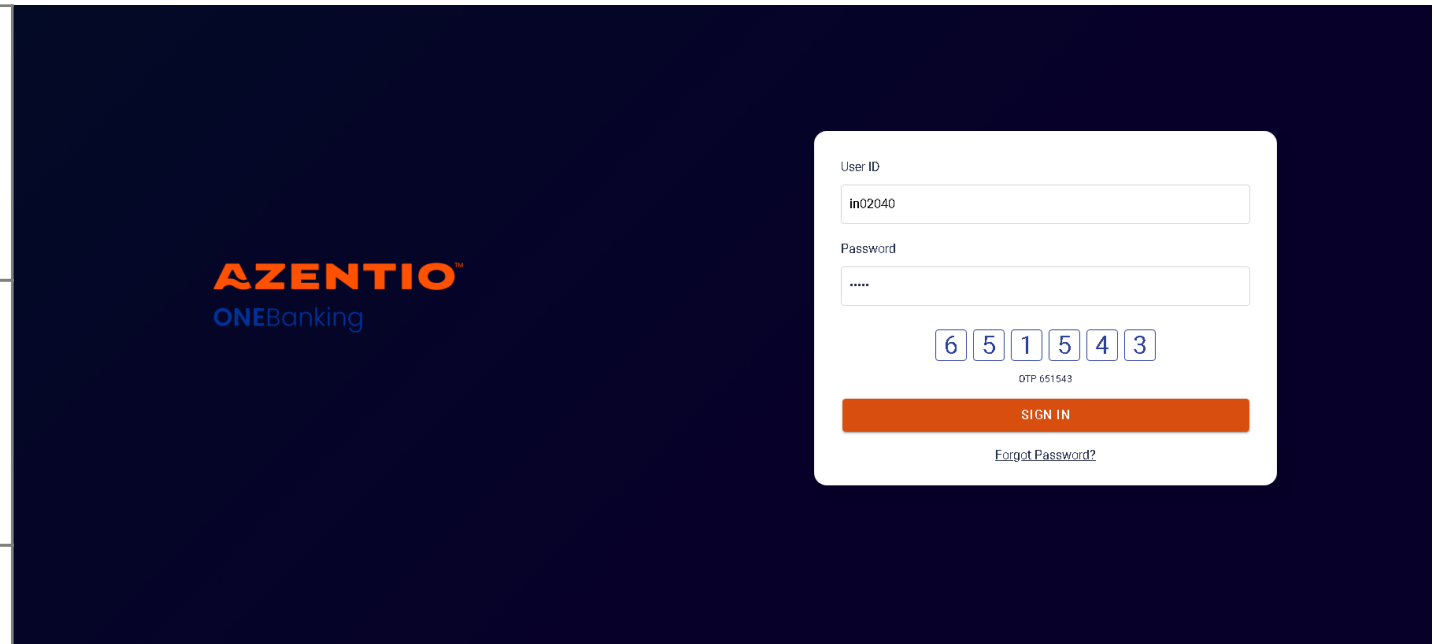 User ID
in02040
Password
•••••
AZENTIO™
ONEBanking
6 5 1 5 4 3
OTP 651543
SIGN IN
Forgot Password?